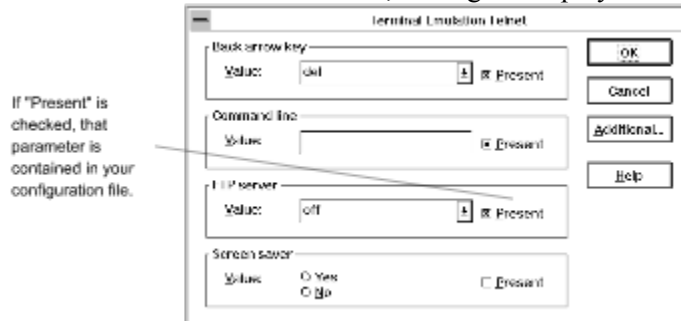 Terminal Emulation Telnet
Back arrow key
Value: del Present
OK
Cancel
Additional...
Help
Command line
Value: Present
If "Present" is
checked, that
parameter is
contained in your
configuration file.
FTP server
Value: off Present
Screen saver
Value: Yes
No
Present